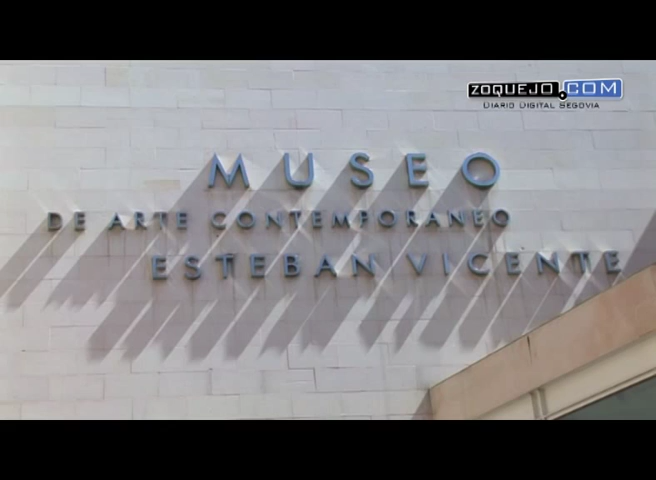 ZOQUEJO.COM
DIARIO DIGITAL SEGOVIA
MUSEO
DE ARTE CONTEMPORANEO
ESTEBAN VICENTE